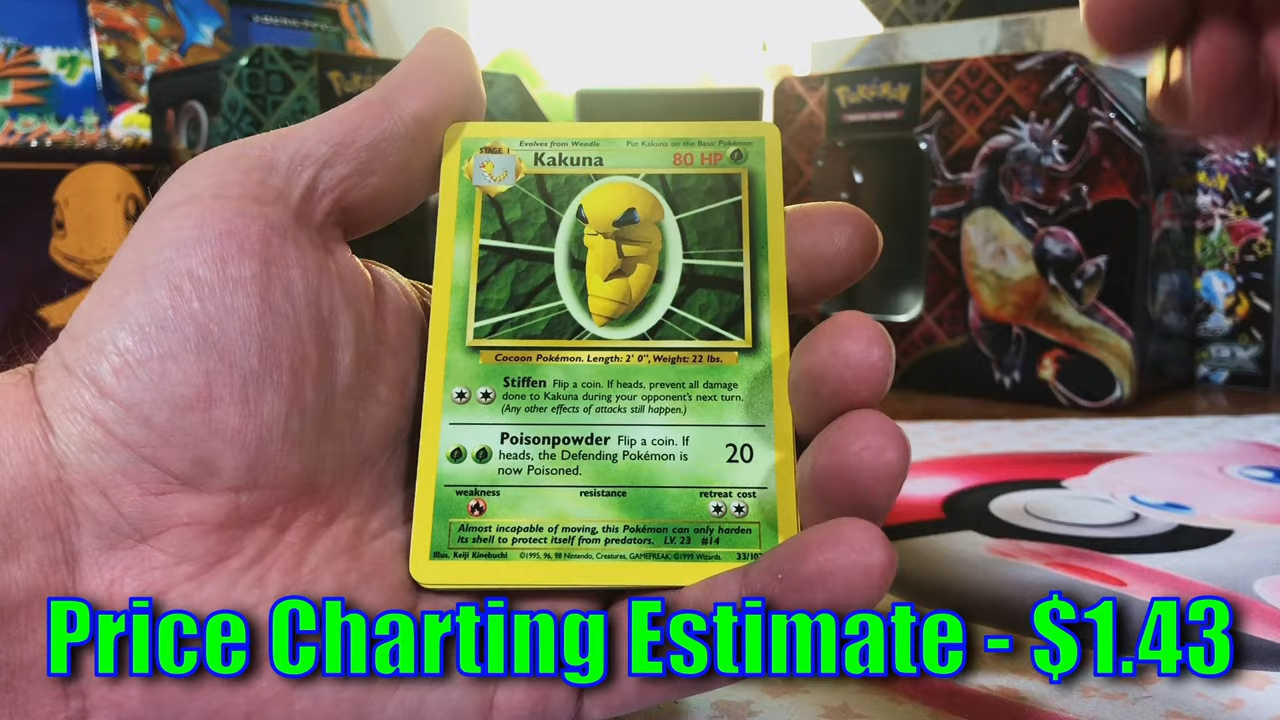 Pokémon
Pokémon
STAGE 1
Evolves from Weedle
Put Kakuna on the Basic Pokémon
Kakuna
80 HP
Cocoon Pokémon. Length: 2' 0", Weight: 22 lbs.
Stiffen Flip a coin. If heads, prevent all damage
done to Kakuna during your opponent's next turn.
(Any other effects of attacks still happen.)
Poisonpowder Flip a coin. If
heads, the Defending Pokémon is
now Poisoned.
20
weakness
resistance
retreat cost
Almost incapable of moving, this Pokémon can only harden
its shell to protect itself from predators. LV. 23 #14
Illus. Keiji Kinebuchi
©1995, 96, 98 Nintendo, Creatures, GAMEFREAK. ©1999 Wizards.
33/102
Price Charting Estimate - $1.43